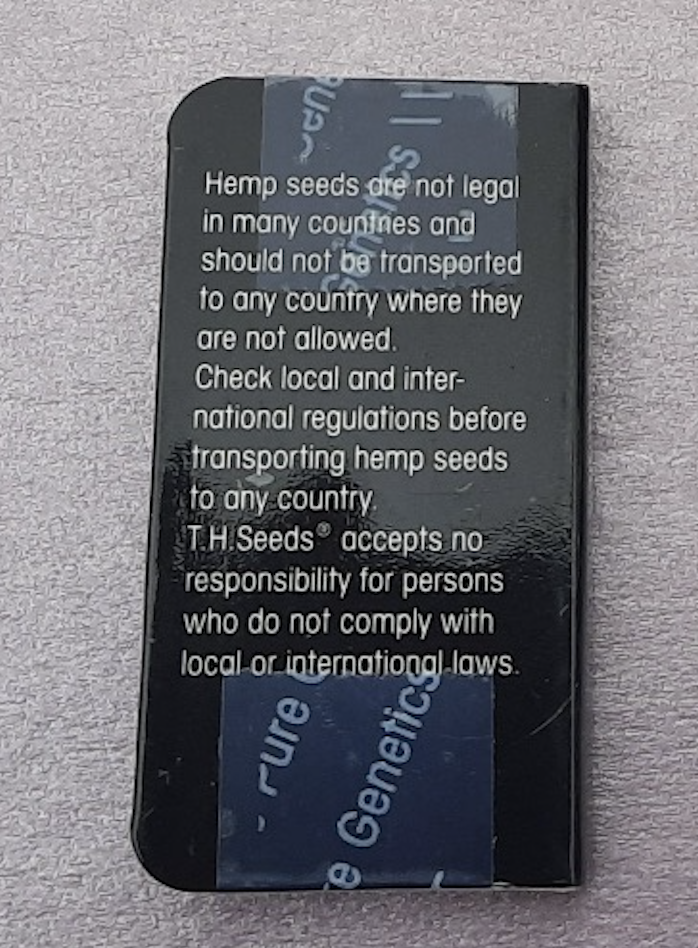 Genetics
Hemp seeds are not legal
in many countries and
should not be transported
to any country where they
are not allowed.
Check local and inter-
national regulations before
transporting hemp seeds
to any country.
T.H.Seeds® accepts no
responsibility for persons
who do not comply with
local or international laws.
Pure
Genetics